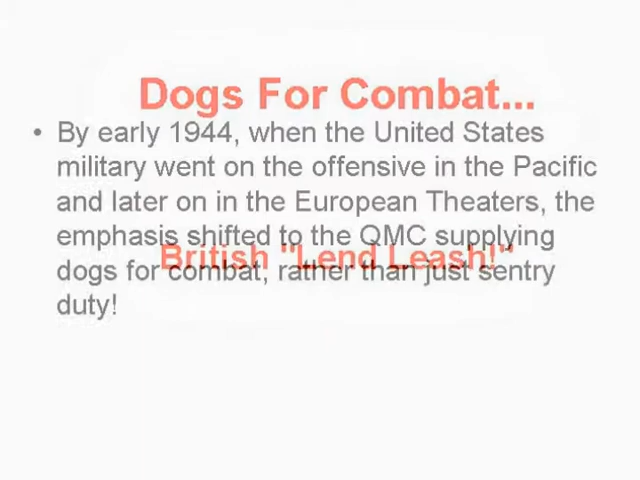 Dogs For Combat...
• By early 1944, when the United States
military went on the offensive in the Pacific
and later on in the European Theaters, the
emphasis shifted to the QMC supplying
British "Lend Leash!"
dogs for combat, rather than just sentry
duty!